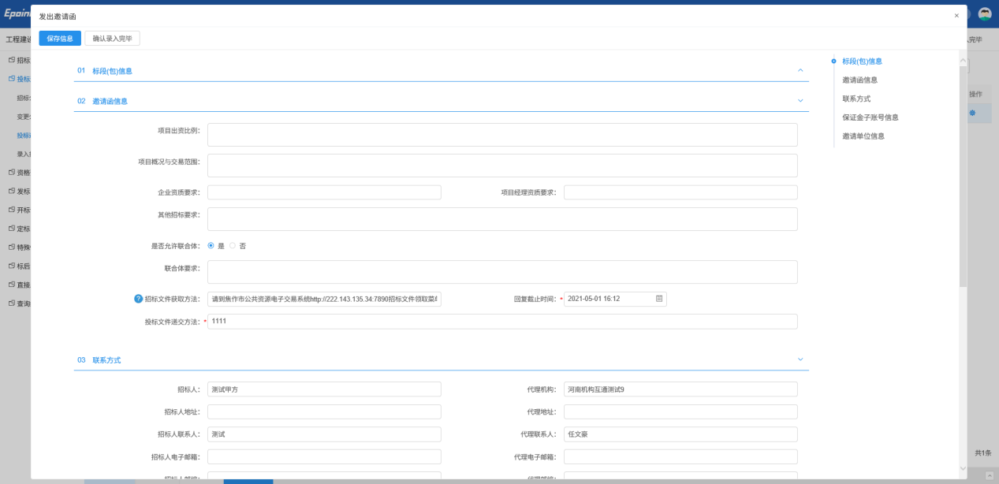 发出邀请函 ×
保存信息 确认录入完毕
工程建设
招标
投标
招标
变更
投标
录入
资格
发标
开标
定标
特殊
标后
直接
查询
01 标段(包)信息
02 邀请函信息
项目出资比例:
项目概况与交易范围:
企业资质要求: 项目经理资质要求:
其他招标要求:
是否允许联合体: 是 否
联合体要求:
? 招标文件获取方法: 请到焦作市公共资源电子交易系统http://222.143.135.34:7890招标文件领取菜单 回复截止时间: * 2021-05-01 16:12
投标文件递交方法: * 1111
03 联系方式
招标人: 测试甲方 代理机构: 河南机构互通测试9
招标人地址: 代理地址:
招标人联系人: 测试 代理联系人: 任文豪
招标人电子邮箱: 代理电子邮箱:
招标人邮编: 代理邮编:
标段(包)信息
邀请函信息
联系方式
保证金子账号信息
邀请单位信息
完毕
操作
共1条